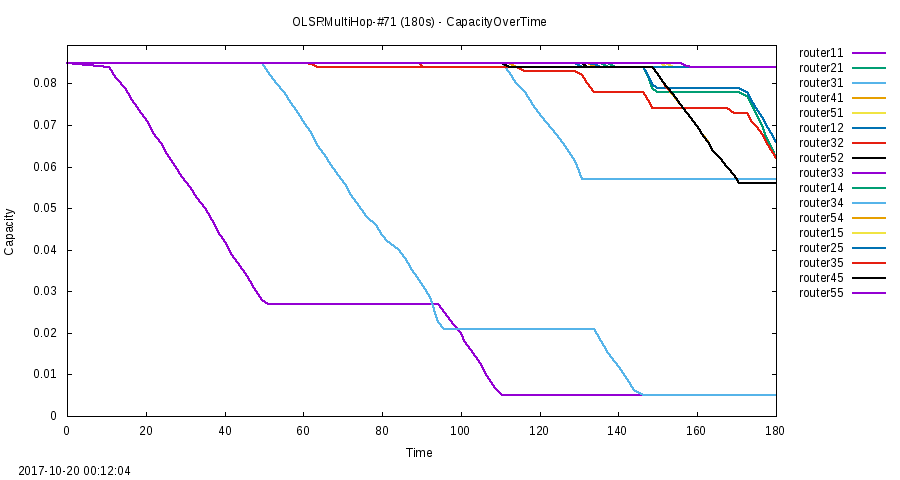 OLSRMultiHop-#71 (180s) - CapacityOverTime
router11
router21
router31
router41
router51
router12
router32
router52
router33
router14
router34
router54
router15
router25
router35
router45
router55
0.08
0.07
0.06
0.05
0.04
0.03
0.02
0.01
0
Capacity
0 20 40 60 80 100 120 140 160 180
Time
2017-10-20 00:12:04